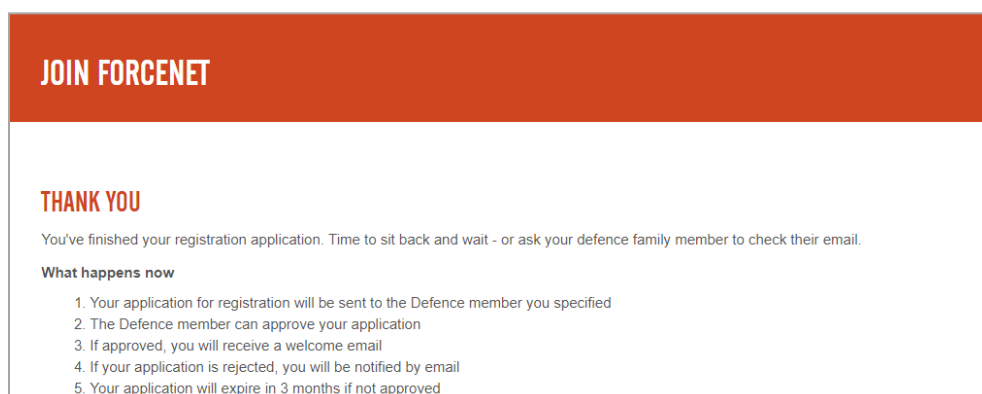 JOIN FORCENET
THANK YOU
You've finished your registration application. Time to sit back and wait - or ask your defence family member to check their email.
What happens now
1. Your application for registration will be sent to the Defence member you specified
2. The Defence member can approve your application
3. If approved, you will receive a welcome email
4. If your application is rejected, you will be notified by email
5. Your application will expire in 3 months if not approved